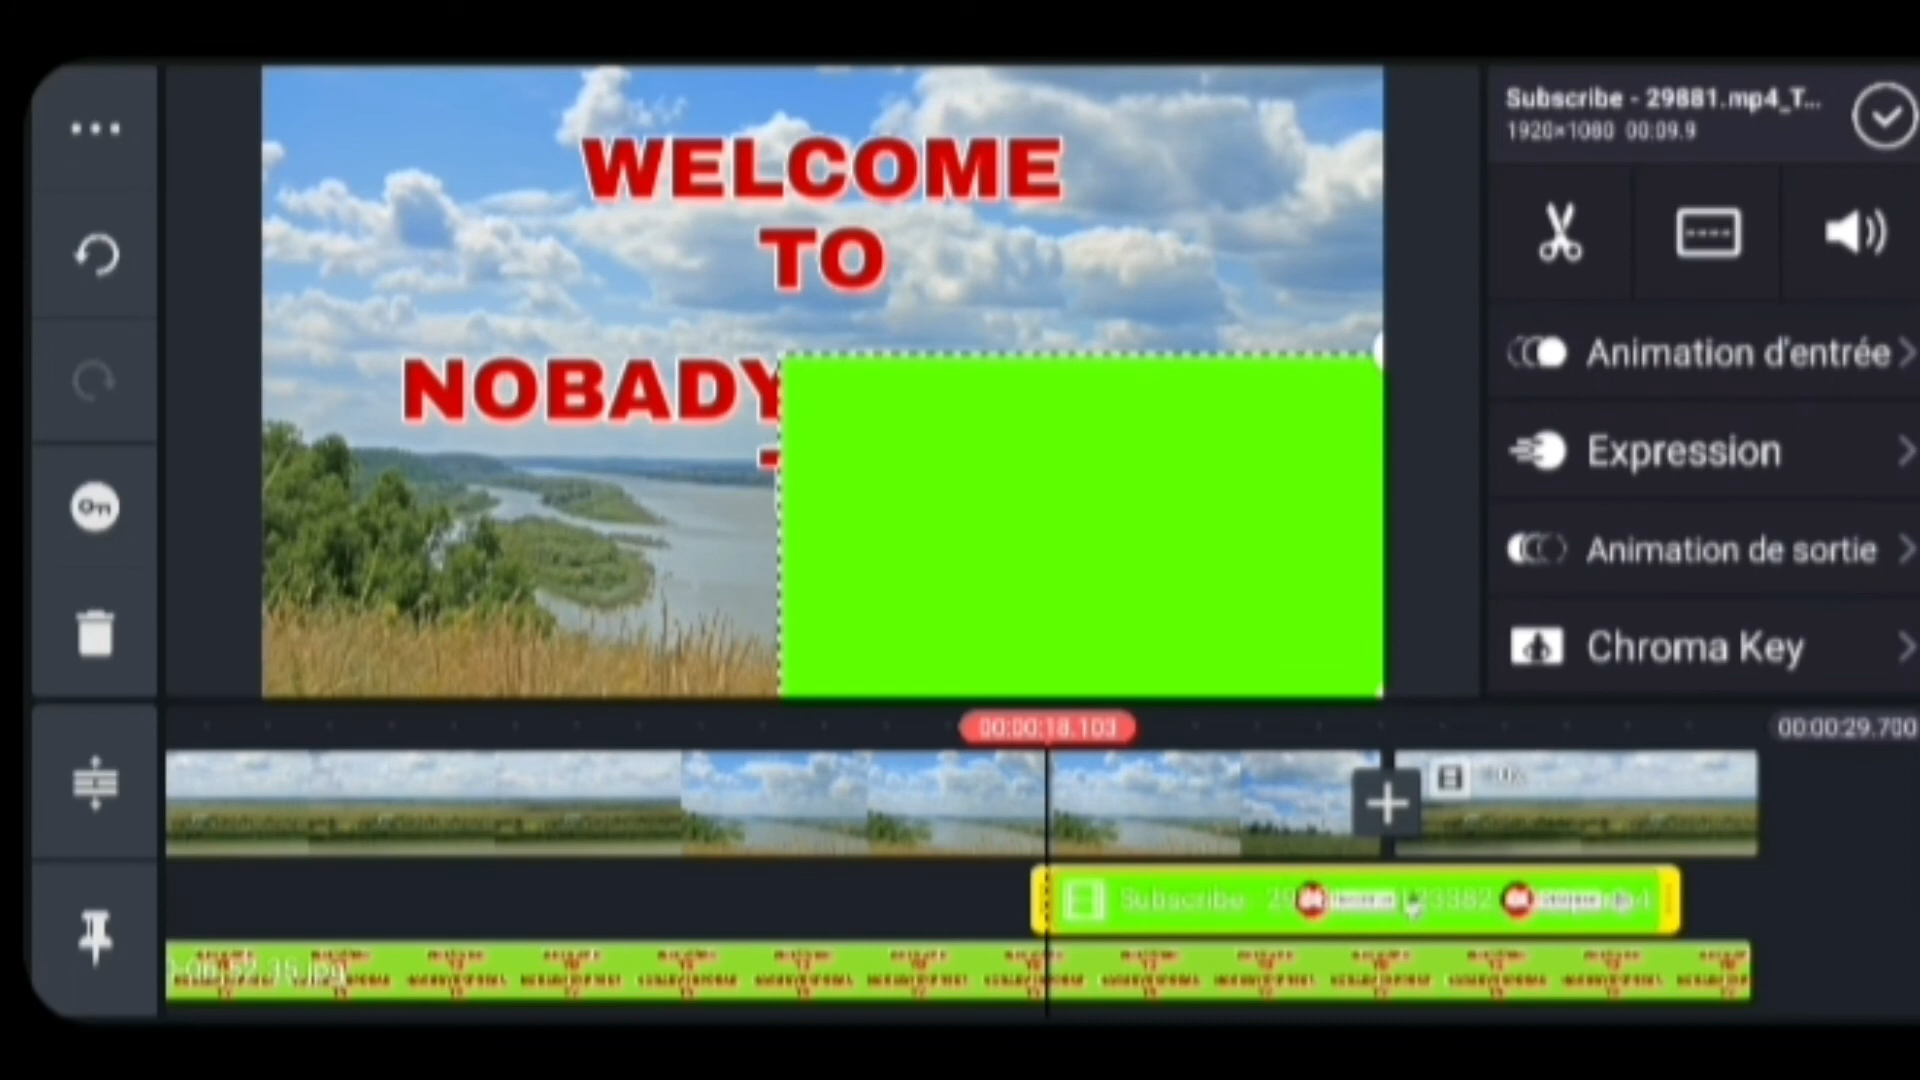 Subscribe - 29881.mp4_T...
1920×1080 00:09.9
WELCOME
TO
NOBADY
Animation d'entrée
Expression
Animation de sortie
Chroma Key
00:00:18.103
00:00:29.700
Subscribe